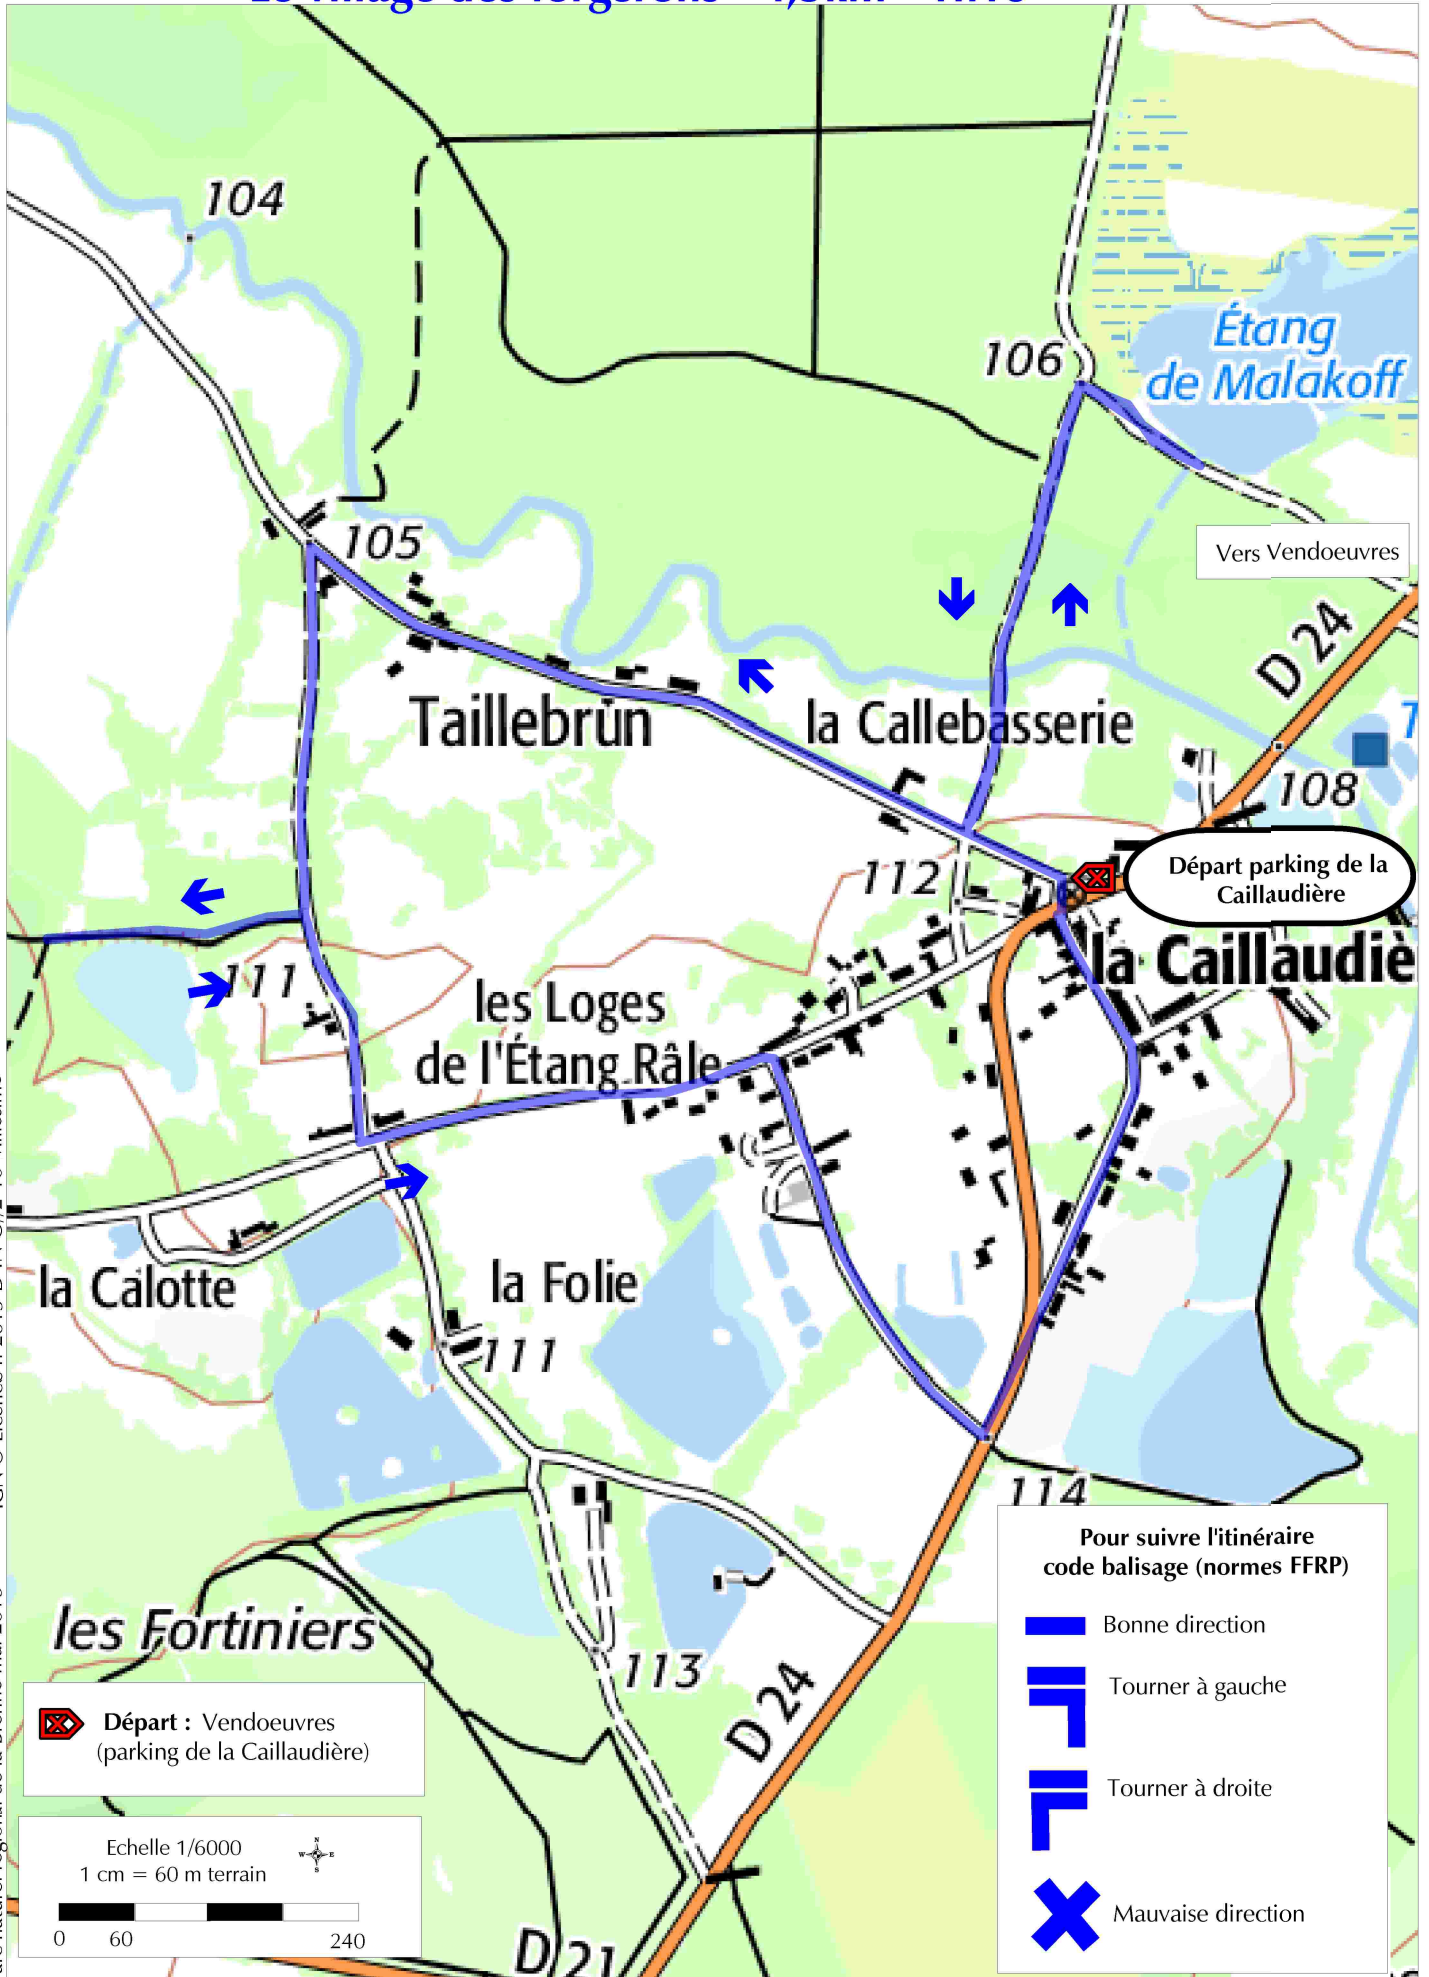 104
106
Étang
de Malakoff
105
Vers Vendoeuvres
D 24
Taillebrun
la Callebasserie
108
112
Départ parking de la
Caillaudière
la Caillaudiè
111
les Loges
de l'Étang Râle
la Calotte
la Folie
111
114
les Fortiniers
113
D 24
D 21
Départ : Vendoeuvres
(parking de la Caillaudière)
Echelle 1/6000
1 cm = 60 m terrain
N
W E
S
0 60 240
Pour suivre l'itinéraire
code balisage (normes FFRP)
Bonne direction
Tourner à gauche
Tourner à droite
Mauvaise direction